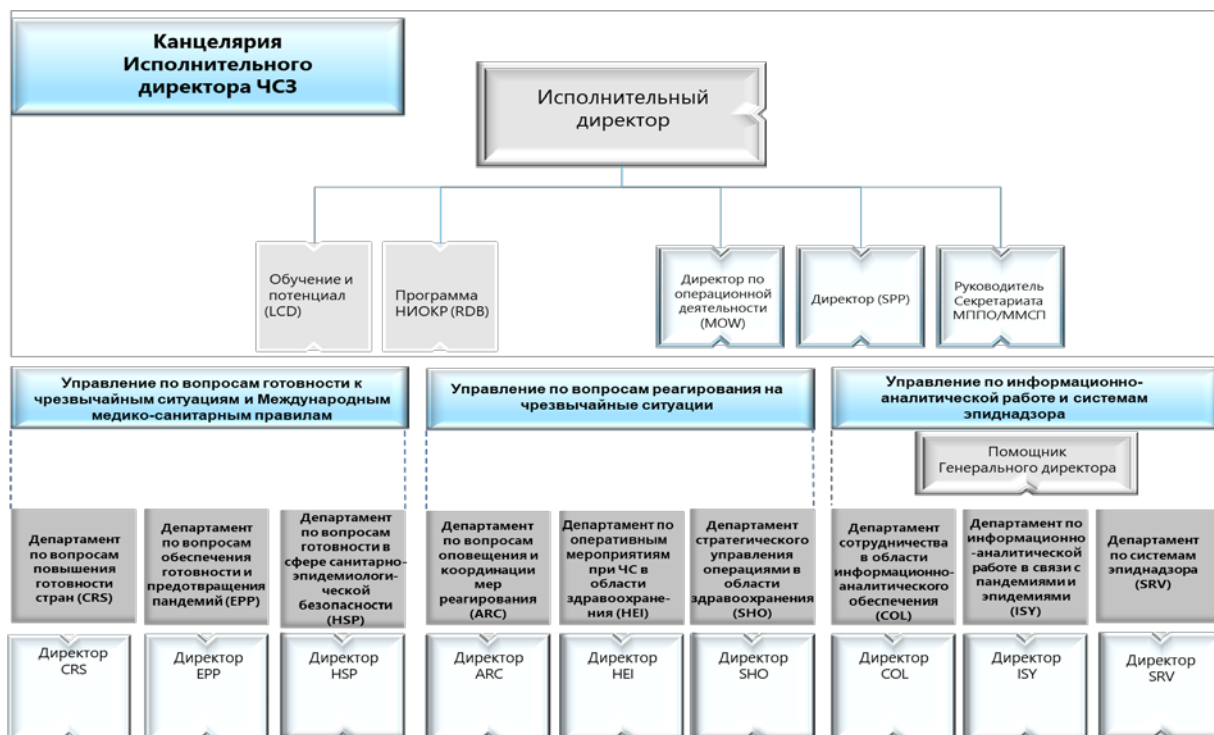 Канцелярия
Исполнительного
директора ЧСЗ
Исполнительный
директор
Обучение и
потенциал
(LCD)
Программа
НИОКР (RDB)
Директор по
операционной
деятельности
(MOW)
Директор (SPP)
Руководитель
Секретариата
МППО/ММСП
Управление по вопросам готовности к
чрезвычайным ситуациям и Международным
медико-санитарным правилам
Управление по вопросам реагирования на
чрезвычайные ситуации
Управление по информационно-
аналитической работе и системам
эпиднадзора
Помощник
Генерального директора
Департамент
по вопросам
повышения
готовности
стран (CRS)
Департамент
по вопросам
обеспечения
готовности и
предотвращения
пандемий (EPP)
Департамент
по вопросам
готовности в
сфере санитарно-
эпидемиологи-
ческой
безопасности
(HSP)
Департамент
по вопросам
оповещения и
координации
мер
реагирования
(ARC)
Департамент по
оперативным
мероприятиям
при ЧС в
области
здравоохране-
ния (HEI)
Департамент
стратегического
управления
операциями в
области
здравоохранения
(SHO)
Департамент
сотрудничества
в области
информационно-
аналитического
обеспечения
(COL)
Департамент по
информационно
-аналитической
работе в связи с
пандемиями и
эпидемиями
(ISY)
Департамент
по системам
эпиднадзора
(SRV)
Директор
CRS
Директор
EPP
Директор
HSP
Директор
ARC
Директор
HEI
Директор
SHO
Директор
COL
Директор
ISY
Директор
SRV